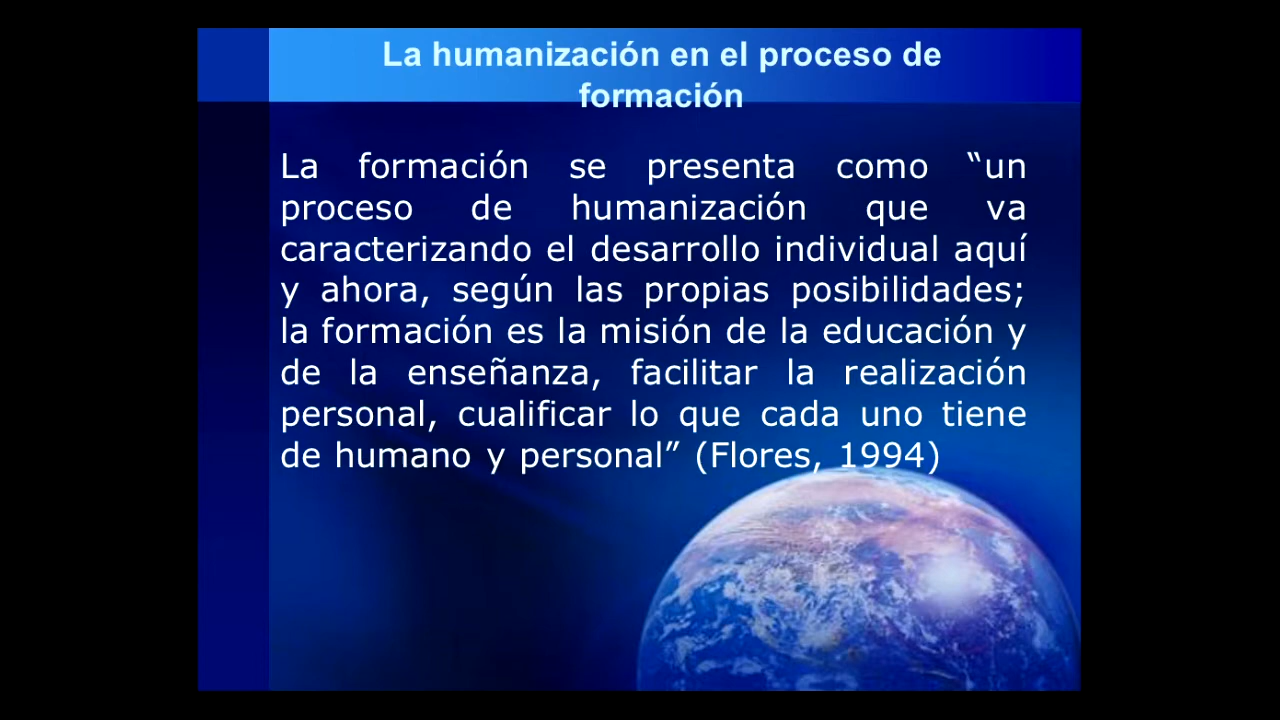 La humanización en el proceso de
formación
La formación se presenta como “un
proceso de humanización que va
caracterizando el desarrollo individual aquí
y ahora, según las propias posibilidades;
la formación es la misión de la educación y
de la enseñanza, facilitar la realización
personal, cualificar lo que cada uno tiene
de humano y personal” (Flores, 1994)